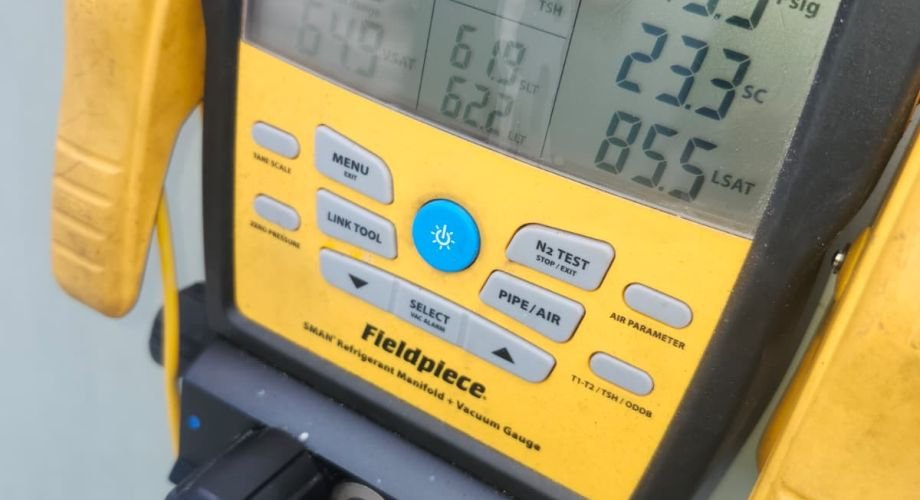 TSH
Psig
64.9 VSAT
61.9 SLT
23.3 SC
62.2 LLT
85.5 LSAT
TARE SCALE
MENU
EXIT
ZERO PRESSURE
LINK TOOL
N2 TEST
STOP / EXIT
SELECT
VAC ALARM
PIPE / AIR
AIR PARAMETER
T1-T2 / TSH / ODDB
Fieldpiece
SMAN® Refrigerant Manifold + Vacuum Gauge